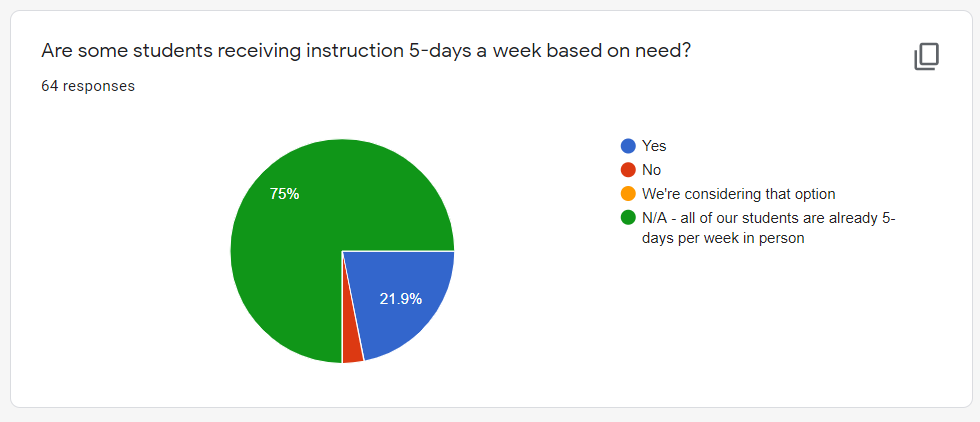 Are some students receiving instruction 5-days a week based on need?
64 responses
75%
21.9%
Yes
No
We're considering that option
N/A - all of our students are already 5-
days per week in person